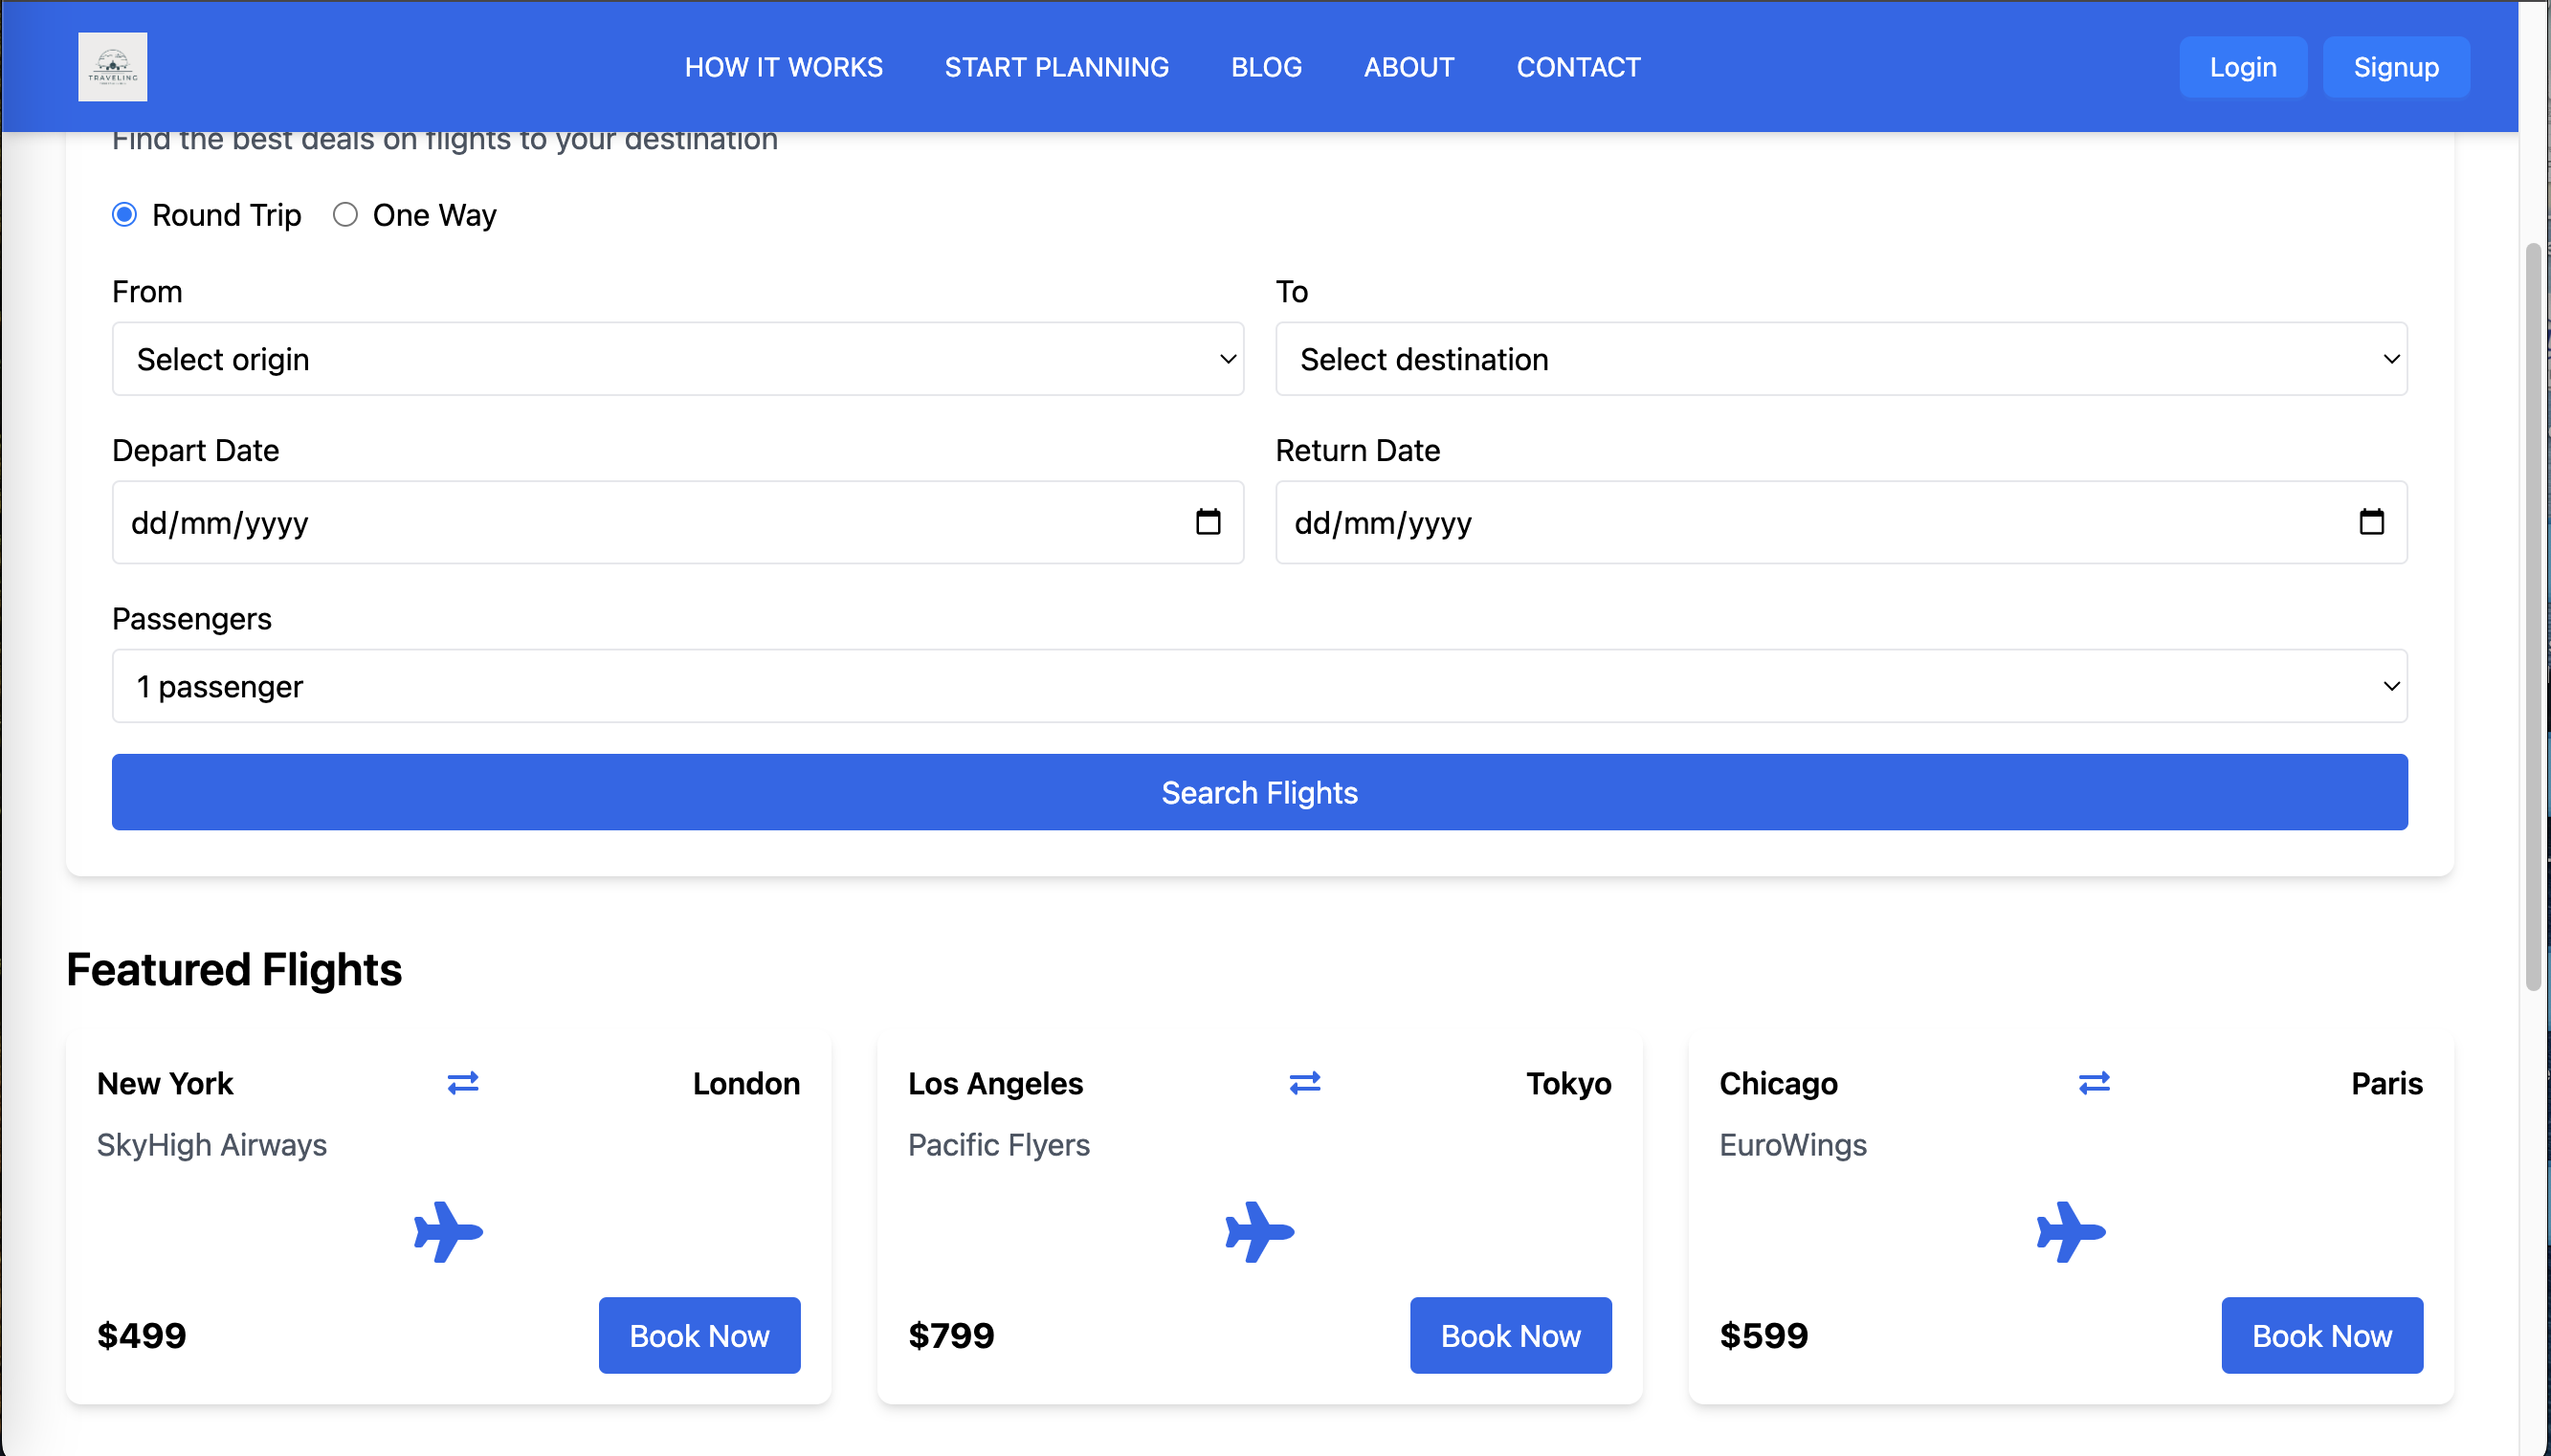 TRAVELING
HOW IT WORKS START PLANNING BLOG ABOUT CONTACT
Login Signup
Find the best deals on flights to your destination
Round Trip One Way
From To
Select origin Select destination
Depart Date Return Date
dd/mm/yyyy dd/mm/yyyy
Passengers
1 passenger
Search Flights
Featured Flights
New York London
SkyHigh Airways
$499 Book Now
Los Angeles Tokyo
Pacific Flyers
$799 Book Now
Chicago Paris
EuroWings
$599 Book Now